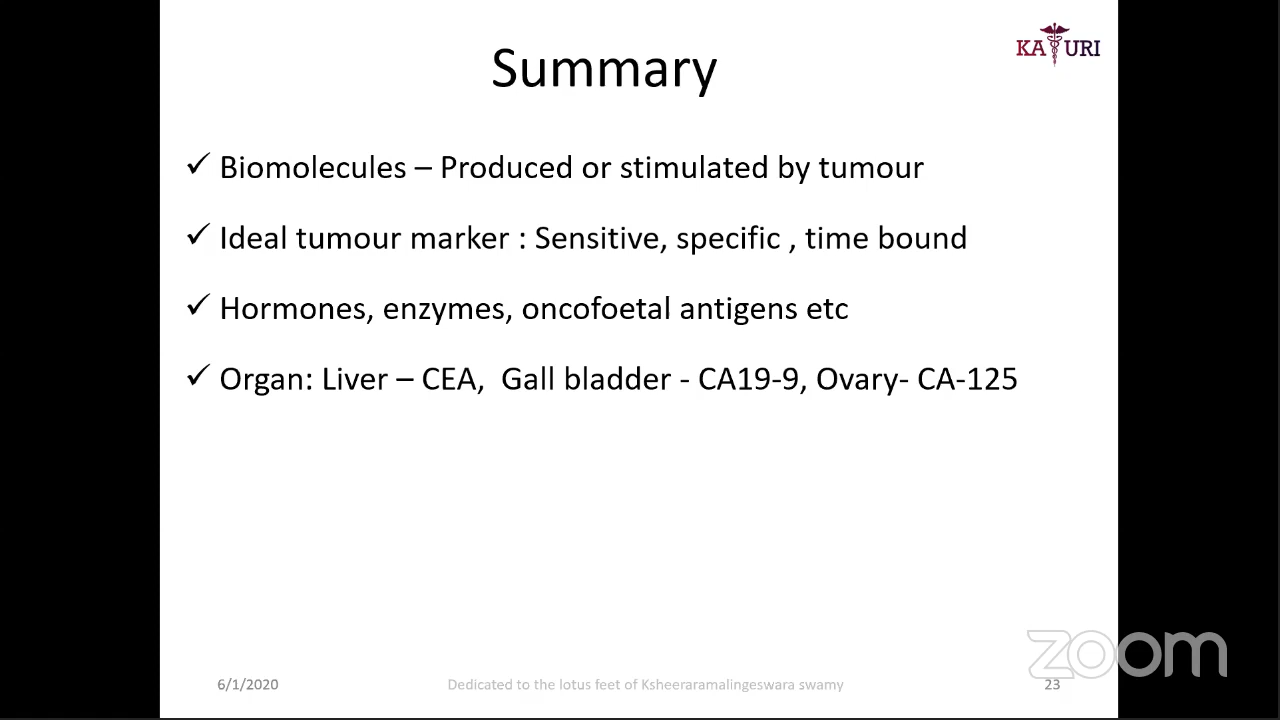 KATURI
Summary
✓ Biomolecules – Produced or stimulated by tumour
✓ Ideal tumour marker : Sensitive, specific , time bound
✓ Hormones, enzymes, oncofoetal antigens etc
✓ Organ: Liver – CEA, Gall bladder - CA19-9, Ovary- CA-125
zoom
6/1/2020 Dedicated to the lotus feet of Ksheeraramalingeswara swamy 23